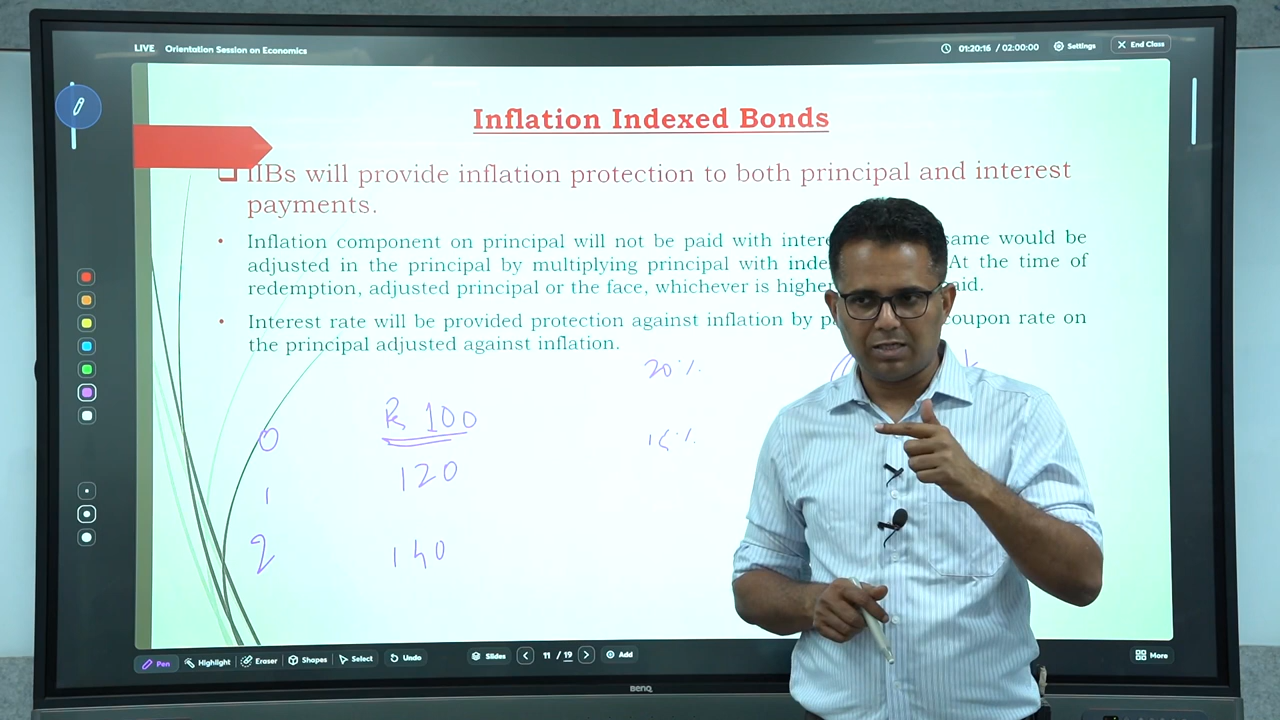 LIVE Orientation Session on Economics
01:20:16 / 02:00:00 Settings End Class
Inflation Indexed Bonds
IIBs will provide inflation protection to both principal and interest
payments.
Inflation component on principal will not be paid with same would be
adjusted in the principal by multiplying principal with At the time of
redemption, adjusted principal or the face, whichever is higher
Interest rate will be provided protection against inflation by coupon rate on
the principal adjusted against inflation.
20%
0 Rs 100
1 120
2 140
Pen Highlight Eraser Shapes Select Undo Slides 11 / 19 Add More
BenQ